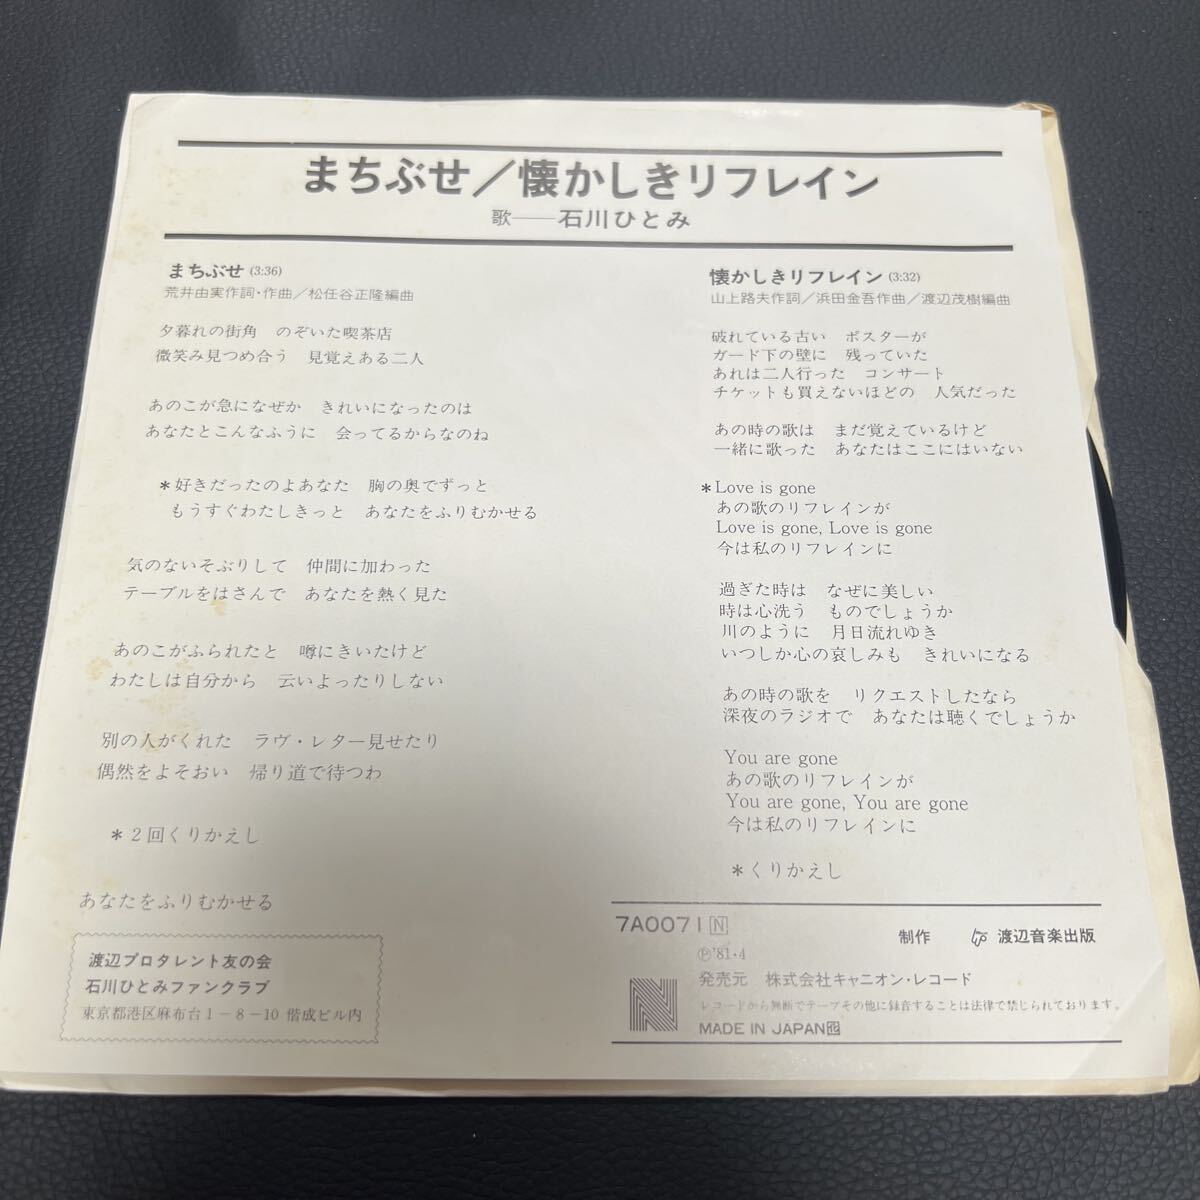 まちぶせ／懐かしきリフレイン
歌──石川ひとみ
まちぶせ (3:36)
荒井由実作詞・作曲／松任谷正隆編曲
夕暮れの街角　のぞいた喫茶店
微笑み見つめ合う　見覚えある二人
あのこが急になぜか　きれいになったのは
あなたとこんなふうに　会ってるからなのね
＊好きだったのよあなた　胸の奥でずっと
もうすぐわたしきっと　あなたをふりむかせる
気のないそぶりして　仲間に加わった
テーブルをはさんで　あなたを熱く見た
あのこがふられたと　噂にきいたけど
わたしは自分から　云いよったりしない
別の人がくれた　ラヴ・レター見せたり
偶然をよそおい　帰り道で待つわ
＊２回くりかえし
あなたをふりむかせる
渡辺プロタレント友の会
石川ひとみファンクラブ
東京都港区麻布台1－8－10 偕成ビル内
懐かしきリフレイン (3:32)
山上路夫作詞／浜田金吾作曲／渡辺茂樹編曲
破れている古い　ポスターが
ガード下の壁に　残っていた
あれは二人行った　コンサート
チケットも買えないほどの　人気だった
あの時の歌は　まだ覚えているけど
一緒に歌った　あなたはここにはいない
＊Love is gone
あの歌のリフレインが
Love is gone, Love is gone
今は私のリフレインに
過ぎた時は　なぜに美しい
時は心洗う　ものでしょうか
川のように　月日流れゆき
いつしか心の哀しみも　きれいになる
あの時の歌を　リクエストしたなら
深夜のラジオで　あなたは聴くでしょうか
You are gone
あの歌のリフレインが
You are gone, You are gone
今は私のリフレインに
＊くりかえし
7A0071 N
制作　渡辺音楽出版
Ⓟ'81・4
発売元　株式会社キャニオン・レコード
レコードから無断でテープその他に録音することは法律で禁じられております。
MADE IN JAPAN